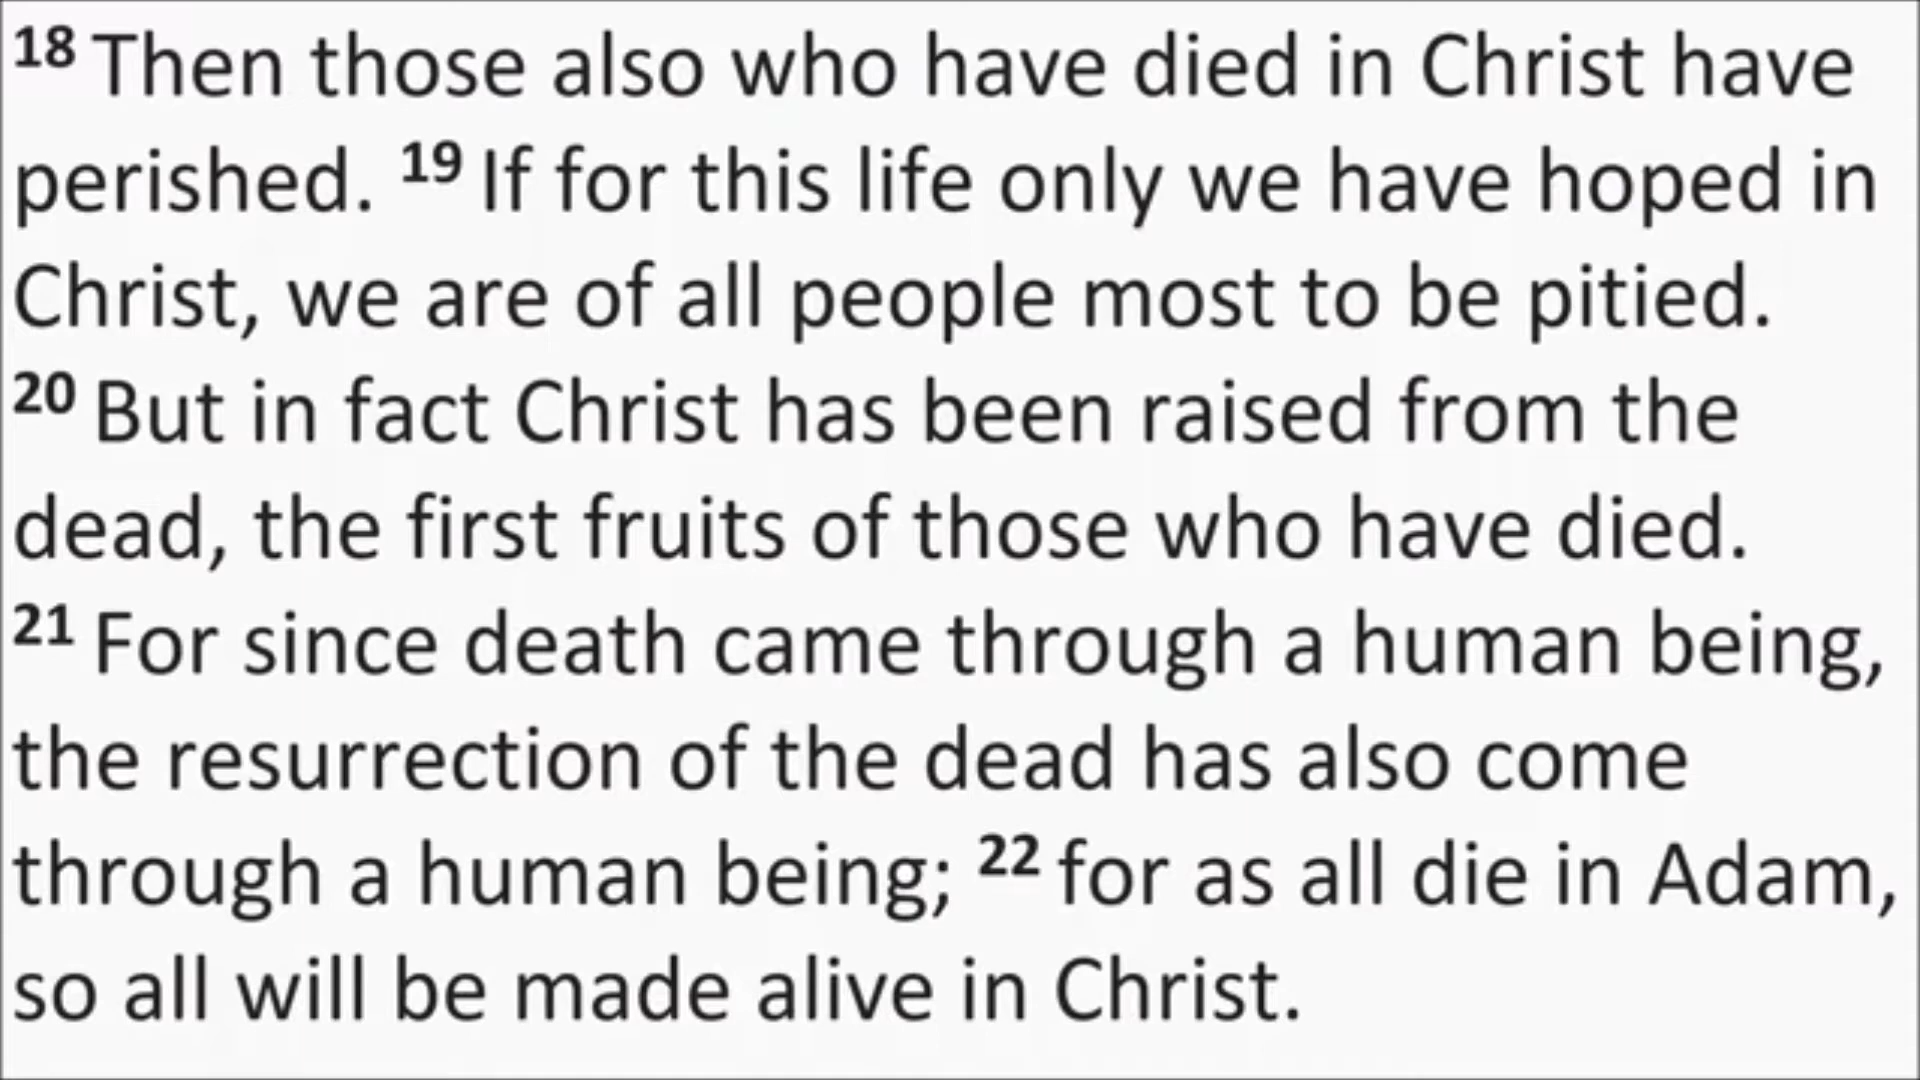 18 Then those also who have died in Christ have
perished. 19 If for this life only we have hoped in
Christ, we are of all people most to be pitied.
20 But in fact Christ has been raised from the
dead, the first fruits of those who have died.
21 For since death came through a human being,
the resurrection of the dead has also come
through a human being; 22 for as all die in Adam,
so all will be made alive in Christ.